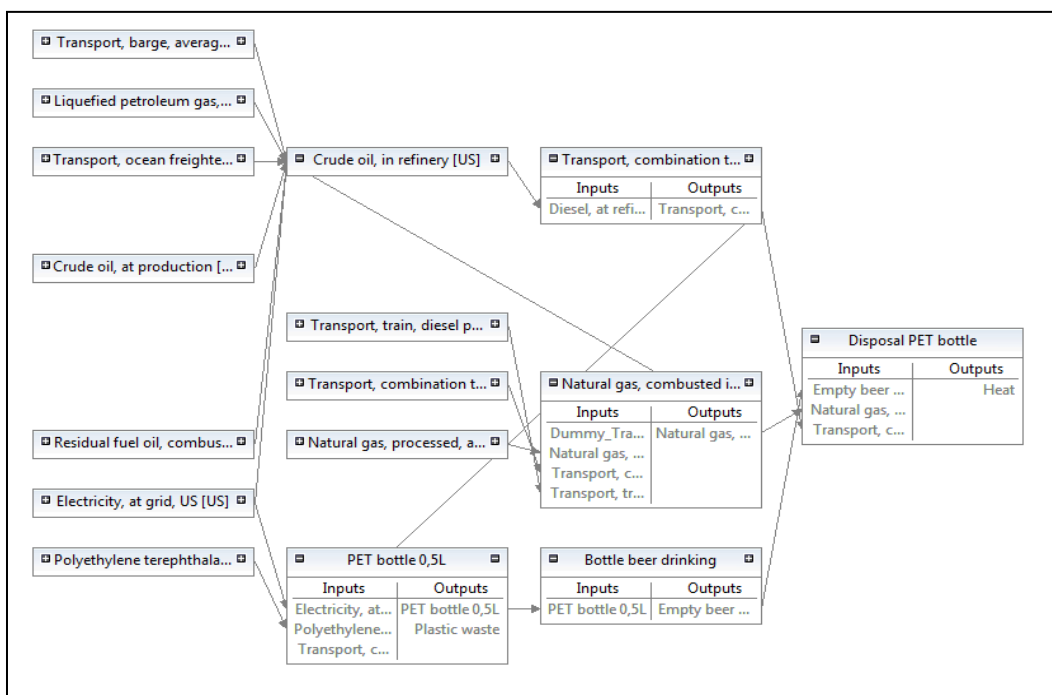 Transport, barge, averag...
Liquefied petroleum gas,...
Transport, ocean freighte...
Crude oil, in refinery [US]
Transport, combination t...
Inputs Outputs
Diesel, at refi... Transport, c...
Crude oil, at production [...
Transport, train, diesel p...
Disposal PET bottle
Inputs Outputs
Empty beer ... Heat
Natural gas, ...
Transport, c...
Transport, combination t...
Natural gas, combusted i...
Inputs Outputs
Dummy_Tra... Natural gas, ...
Natural gas, ...
Transport, c...
Transport, tr...
Residual fuel oil, combus...
Natural gas, processed, a...
Electricity, at grid, US [US]
Polyethylene terephthala...
PET bottle 0,5L
Inputs Outputs
Electricity, at... PET bottle 0,5L
Polyethylene... Plastic waste
Transport, c...
Bottle beer drinking
Inputs Outputs
PET bottle 0,5L Empty beer ...